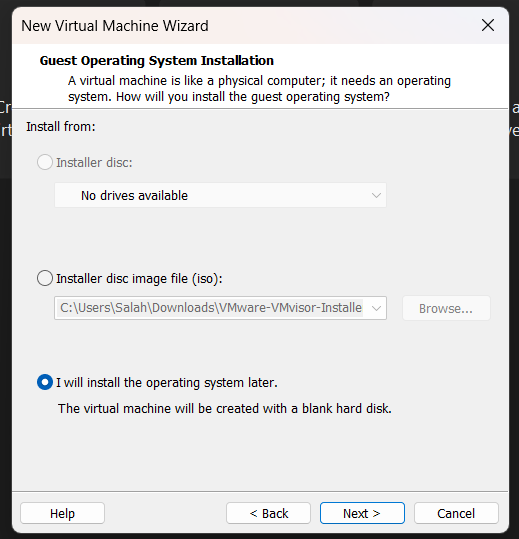 New Virtual Machine Wizard
Guest Operating System Installation
A virtual machine is like a physical computer; it needs an operating
system. How will you install the guest operating system?
Install from:
Installer disc:
No drives available
Installer disc image file (iso):
C:\Users\Salah\Downloads\VMware-VMvisor-Installe
Browse...
I will install the operating system later.
The virtual machine will be created with a blank hard disk.
Help
< Back
Next >
Cancel